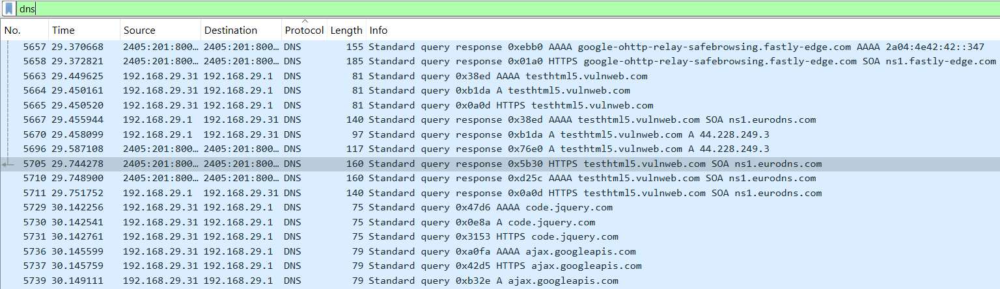 dns
No. Time Source Destination Protocol Length Info
5657 29.370668 2405:201:800… 2405:201:800… DNS 155 Standard query response 0xebb0 AAAA google-ohttp-relay-safebrowsing.fastly-edge.com AAAA 2a04:4e42:42::347
5658 29.372821 2405:201:800… 2405:201:800… DNS 185 Standard query response 0x01a0 HTTPS google-ohttp-relay-safebrowsing.fastly-edge.com SOA ns1.fastly-edge.com
5663 29.449625 192.168.29.31 192.168.29.1 DNS 81 Standard query 0x38ed AAAA testhtml5.vulnweb.com
5664 29.450161 192.168.29.31 192.168.29.1 DNS 81 Standard query 0xb1da A testhtml5.vulnweb.com
5665 29.450520 192.168.29.31 192.168.29.1 DNS 81 Standard query 0x0a0d HTTPS testhtml5.vulnweb.com
5667 29.455944 192.168.29.1 192.168.29.31 DNS 140 Standard query response 0x38ed AAAA testhtml5.vulnweb.com SOA ns1.eurodns.com
5670 29.458099 192.168.29.1 192.168.29.31 DNS 97 Standard query response 0xb1da A testhtml5.vulnweb.com A 44.228.249.3
5696 29.587108 2405:201:800… 2405:201:800… DNS 117 Standard query response 0x76e0 A testhtml5.vulnweb.com A 44.228.249.3
5705 29.744278 2405:201:800… 2405:201:800… DNS 160 Standard query response 0x5b30 HTTPS testhtml5.vulnweb.com SOA ns1.eurodns.com
5710 29.748900 2405:201:800… 2405:201:800… DNS 160 Standard query response 0xd25c AAAA testhtml5.vulnweb.com SOA ns1.eurodns.com
5711 29.751752 192.168.29.1 192.168.29.31 DNS 140 Standard query response 0x0a0d HTTPS testhtml5.vulnweb.com SOA ns1.eurodns.com
5729 30.142256 192.168.29.31 192.168.29.1 DNS 75 Standard query 0x47d6 AAAA code.jquery.com
5730 30.142541 192.168.29.31 192.168.29.1 DNS 75 Standard query 0x0e8a A code.jquery.com
5731 30.142761 192.168.29.31 192.168.29.1 DNS 75 Standard query 0x3153 HTTPS code.jquery.com
5736 30.145599 192.168.29.31 192.168.29.1 DNS 79 Standard query 0xa0fa AAAA ajax.googleapis.com
5737 30.145759 192.168.29.31 192.168.29.1 DNS 79 Standard query 0x42d5 HTTPS ajax.googleapis.com
5739 30.149111 192.168.29.31 192.168.29.1 DNS 79 Standard query 0xb32e A ajax.googleapis.com